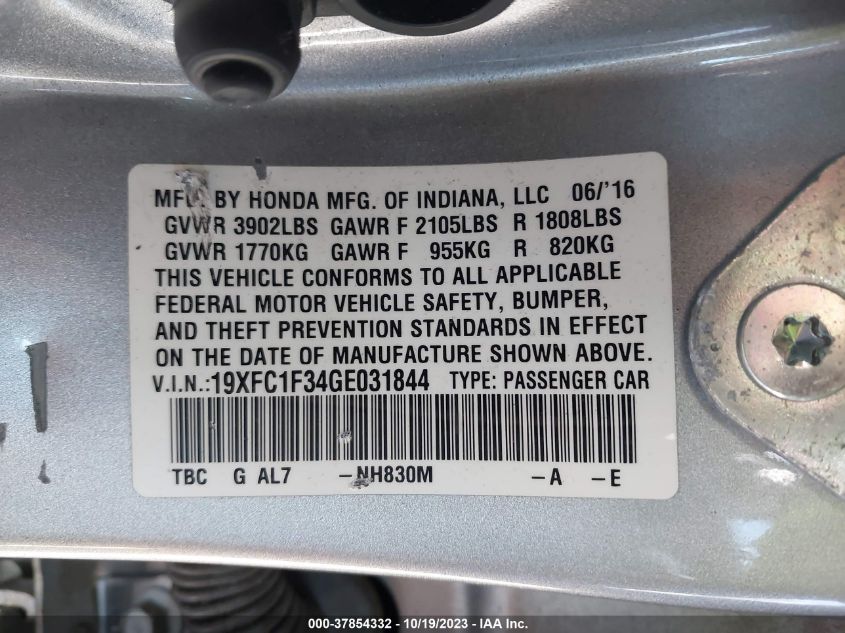 MFD. BY HONDA MFG. OF INDIANA, LLC 06/'16
GVWR 3902LBS GAWR F 2105LBS R 1808LBS
GVWR 1770KG GAWR F 955KG R 820KG
THIS VEHICLE CONFORMS TO ALL APPLICABLE
FEDERAL MOTOR VEHICLE SAFETY, BUMPER,
AND THEFT PREVENTION STANDARDS IN EFFECT
ON THE DATE OF MANUFACTURE SHOWN ABOVE.
V.I.N.:19XFC1F34GE031844 TYPE: PASSENGER CAR
TBC G AL7 –NH830M –A –E
000-37854332 / 10/19/2023 - IAA Inc.